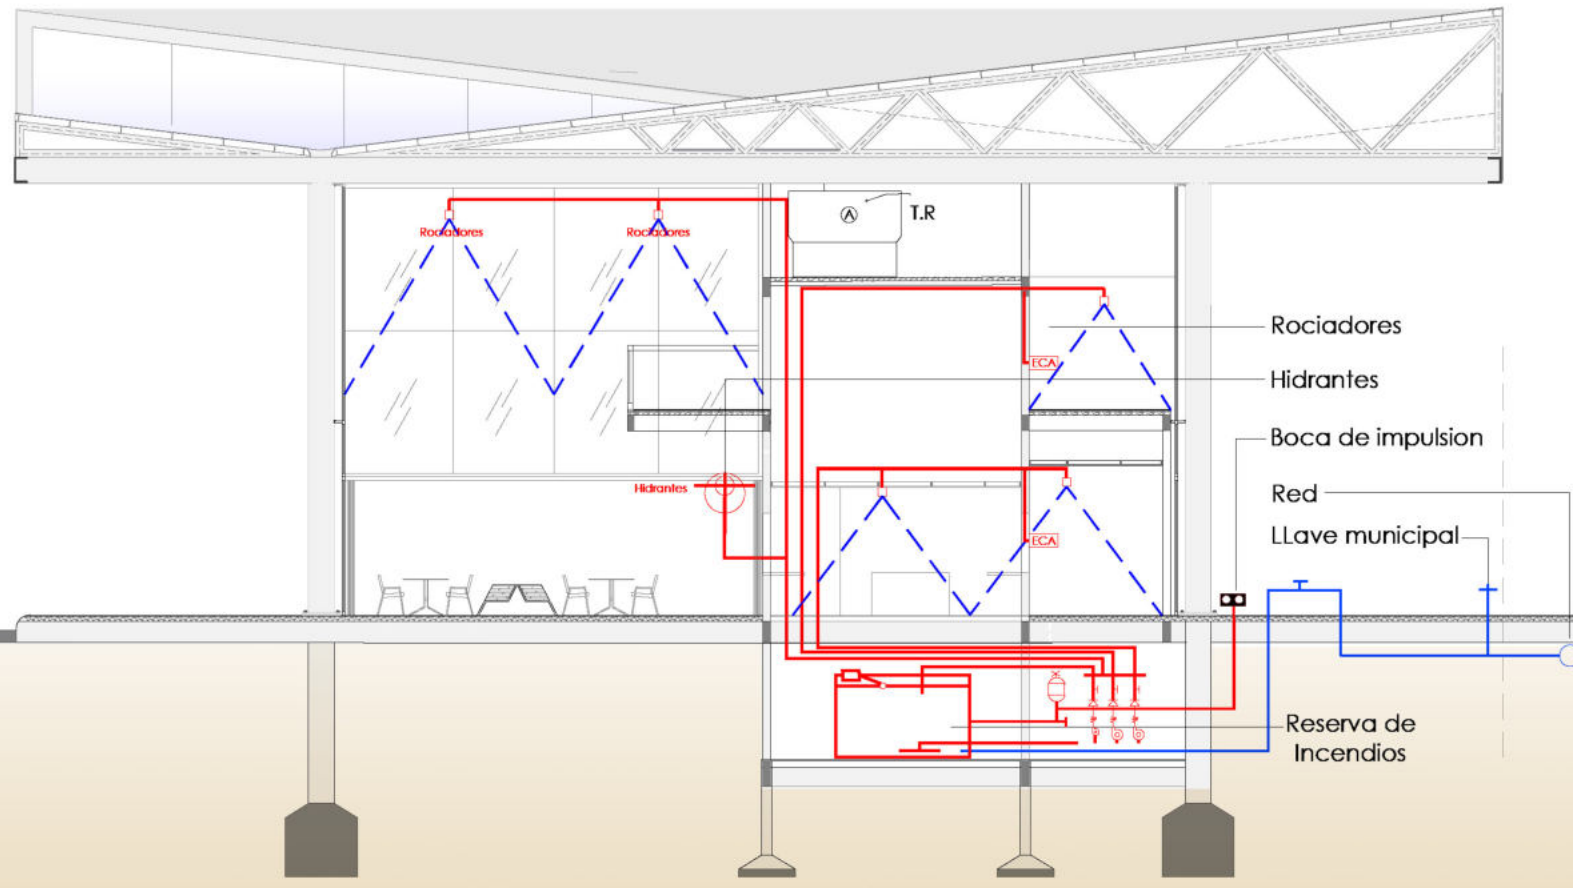 T.R
Rociadores
Rociadores
Rociadores
ECA
Hidrantes
Boca de impulsion
Hidrantes
Red
LLave municipal
ECA
Reserva de
Incendios